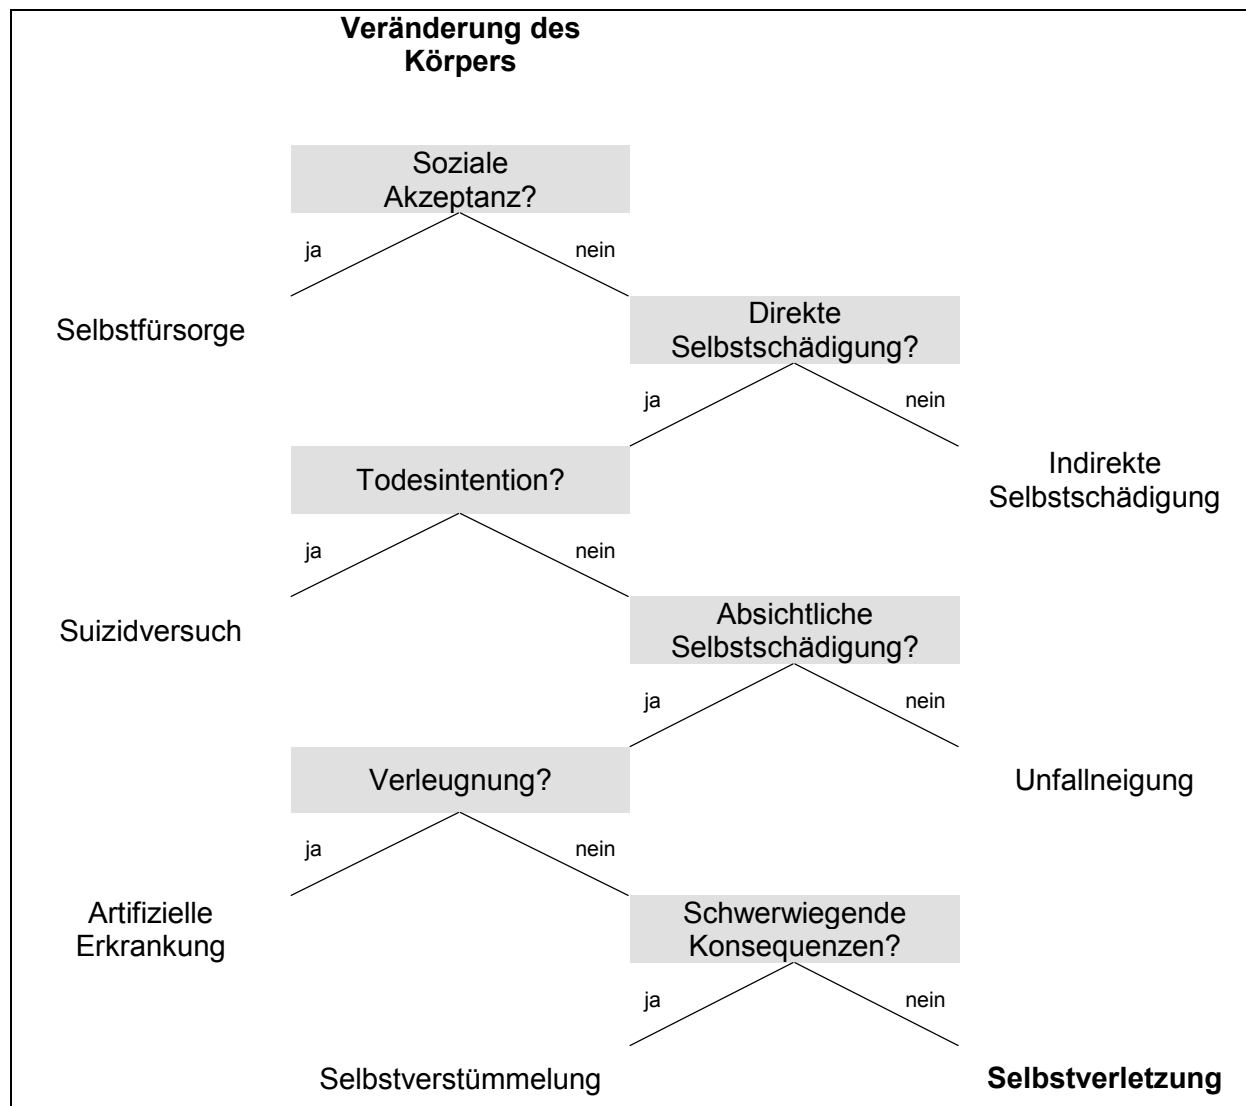 Veränderung des
Körpers
Soziale
Akzeptanz?
ja
nein
Selbstfürsorge
Direkte
Selbstschädigung?
ja
nein
Todesintention?
Indirekte
Selbstschädigung
ja
nein
Suizidversuch
Absichtliche
Selbstschädigung?
ja
nein
Verleugnung?
Unfallneigung
ja
nein
Artifizielle
Erkrankung
Schwerwiegende
Konsequenzen?
ja
nein
Selbstverstümmelung
Selbstverletzung